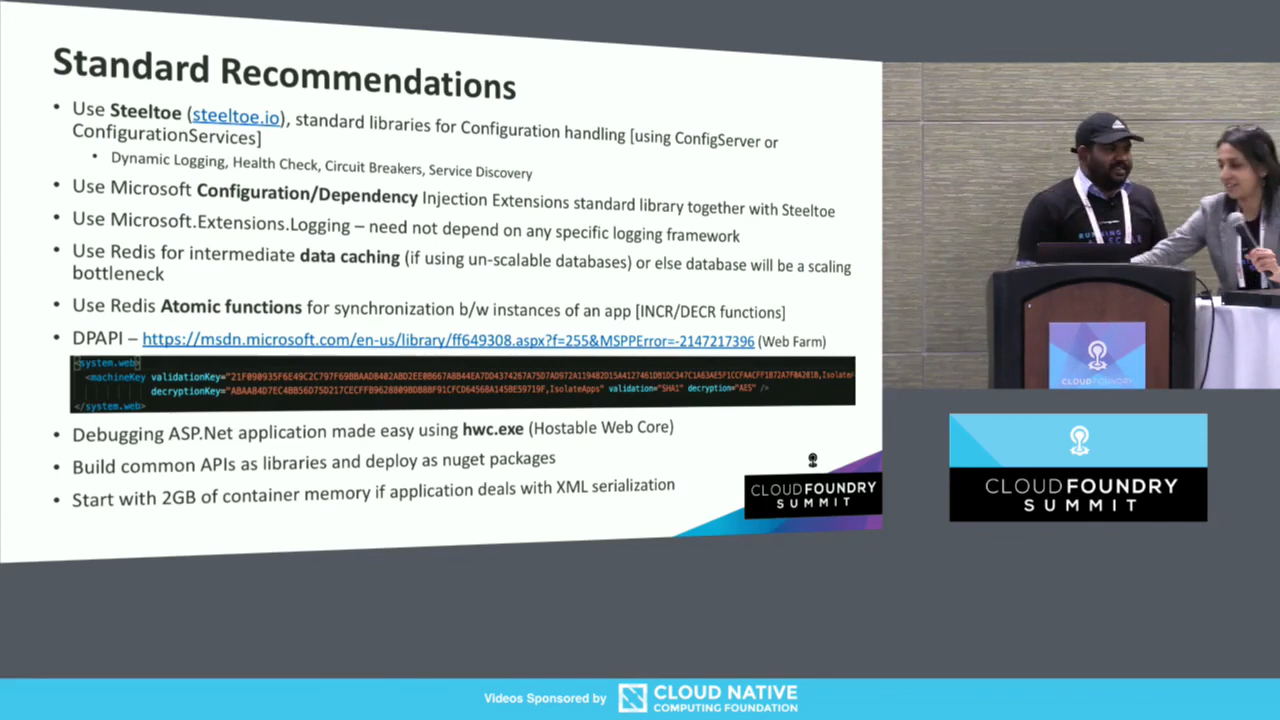 Standard Recommendations
• Use Steeltoe (steeltoe.io), standard libraries for Configuration handling [using ConfigServer or
ConfigurationServices]
• Dynamic Logging, Health Check, Circuit Breakers, Service Discovery
• Use Microsoft Configuration/Dependency Injection Extensions standard library together with Steeltoe
• Use Microsoft.Extensions.Logging – need not depend on any specific logging framework
• Use Redis for intermediate data caching (if using un-scalable databases) or else database will be a scaling
bottleneck
• Use Redis Atomic functions for synchronization b/w instances of an app [INCR/DECR functions]
• DPAPI – https://msdn.microsoft.com/en-us/library/ff649308.aspx?f=255&MSPPError=-2147217396 (Web Farm)
<system.web>
<machineKey validationKey=
decryptionKey= validation="SHA1" decryption="AES" />
</system.web>
• Debugging ASP.Net application made easy using hwc.exe (Hostable Web Core)
• Build common APIs as libraries and deploy as nuget packages
• Start with 2GB of container memory if application deals with XML serialization
CLOUDFOUNDRY
SUMMIT
RUNNING
CLOUDFOUNDRY
CLOUDFOUNDRY
SUMMIT
Videos Sponsored by
CLOUD NATIVE
COMPUTING FOUNDATION